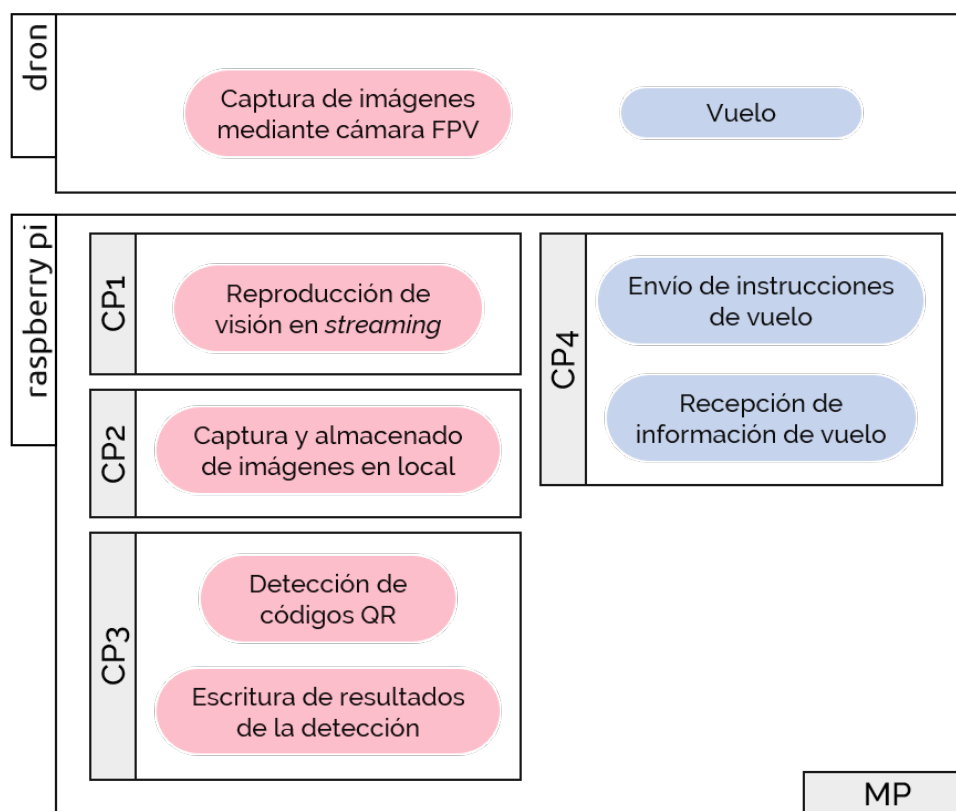 dron
Captura de imágenes
mediante cámara FPV
Vuelo
raspberry pi
CP1
Reproducción de
visión en streaming
CP2
Captura y almacenado
de imágenes en local
CP3
Detección de
códigos QR
Escritura de resultados
de la detección
CP4
Envío de instrucciones
de vuelo
Recepción de
información de vuelo
MP